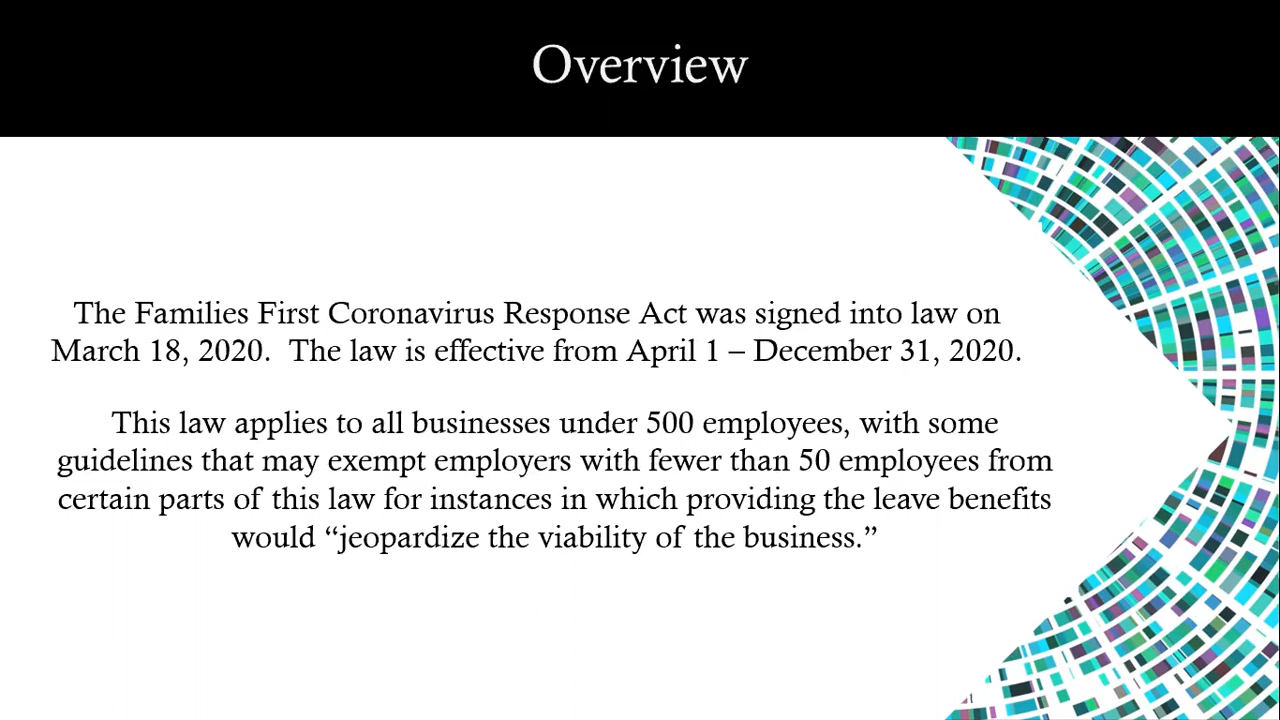 Overview
The Families First Coronavirus Response Act was signed into law on
March 18, 2020.  The law is effective from April 1 – December 31, 2020.
This law applies to all businesses under 500 employees, with some
guidelines that may exempt employers with fewer than 50 employees from
certain parts of this law for instances in which providing the leave benefits
would “jeopardize the viability of the business.”